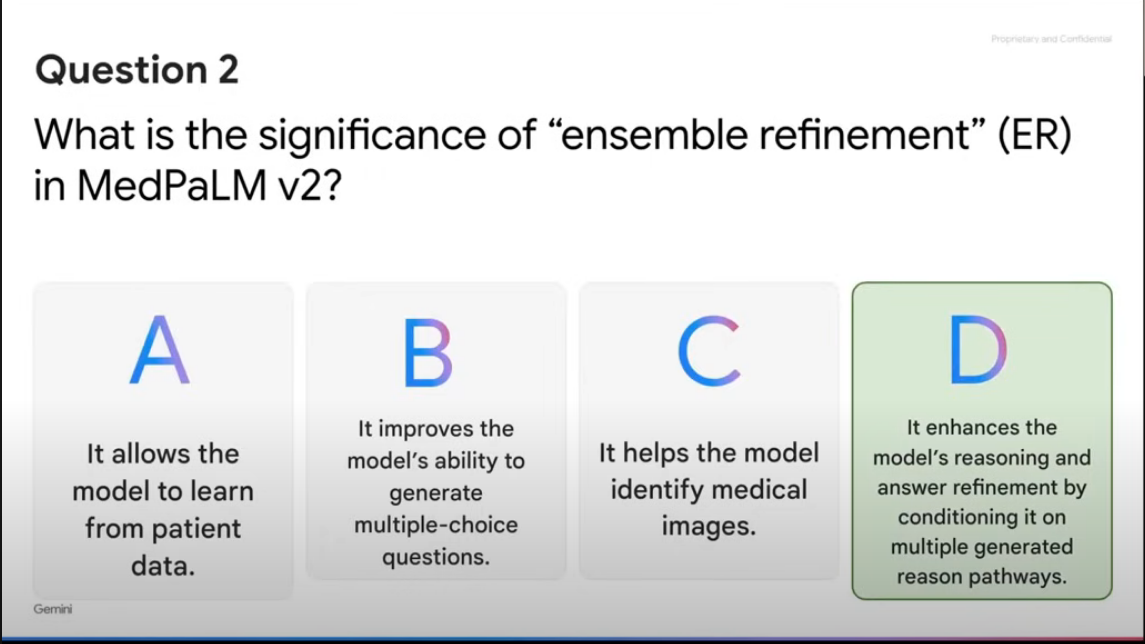 Proprietary and Confidential
Question 2
What is the significance of “ensemble refinement” (ER)
in MedPaLM v2?
A
It allows the
model to learn
from patient
data.
B
It improves the
model’s ability to
generate
multiple-choice
questions.
C
It helps the model
identify medical
images.
D
It enhances the
model’s reasoning and
answer refinement by
conditioning it on
multiple generated
reason pathways.
Gemini